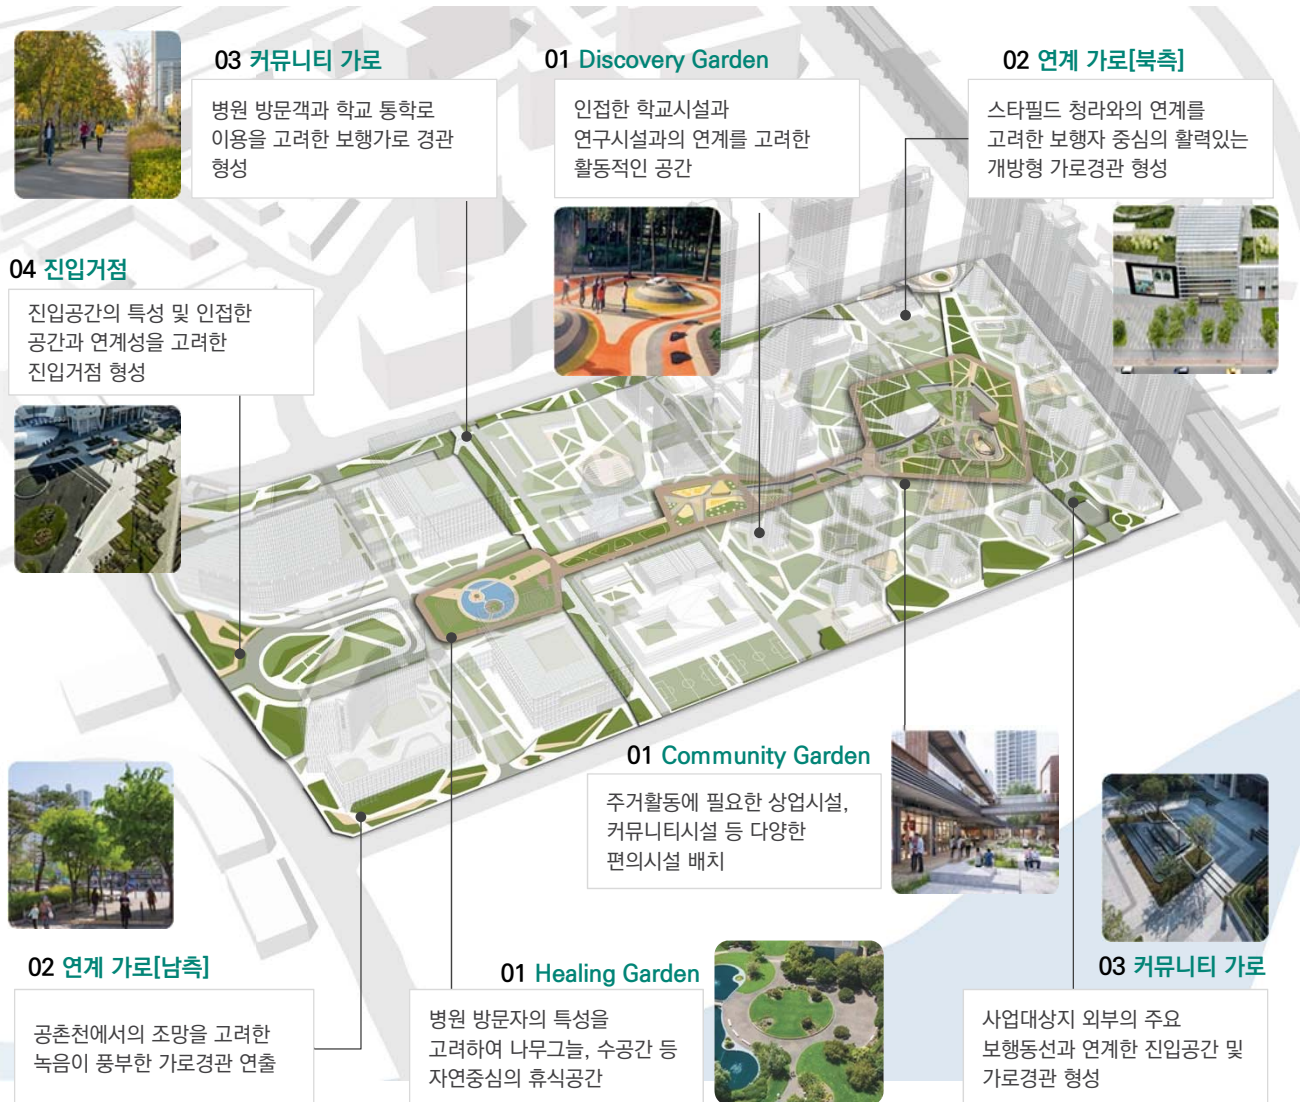 03 커뮤니티 가로
병원 방문객과 학교 통학로
이용을 고려한 보행가로 경관
형성
01 Discovery Garden
인접한 학교시설과
연구시설과의 연계를 고려한
활동적인 공간
02 연계 가로[북측]
스타필드 청라와의 연계를
고려한 보행자 중심의 활력있는
개방형 가로경관 형성
04 진입거점
진입공간의 특성 및 인접한
공간과 연계성을 고려한
진입거점 형성
01 Community Garden
주거활동에 필요한 상업시설,
커뮤니티시설 등 다양한
편의시설 배치
02 연계 가로[남측]
공촌천에서의 조망을 고려한
녹음이 풍부한 가로경관 연출
01 Healing Garden
병원 방문자의 특성을
고려하여 나무그늘, 수공간 등
자연중심의 휴식공간
03 커뮤니티 가로
사업대상지 외부의 주요
보행동선과 연계한 진입공간 및
가로경관 형성